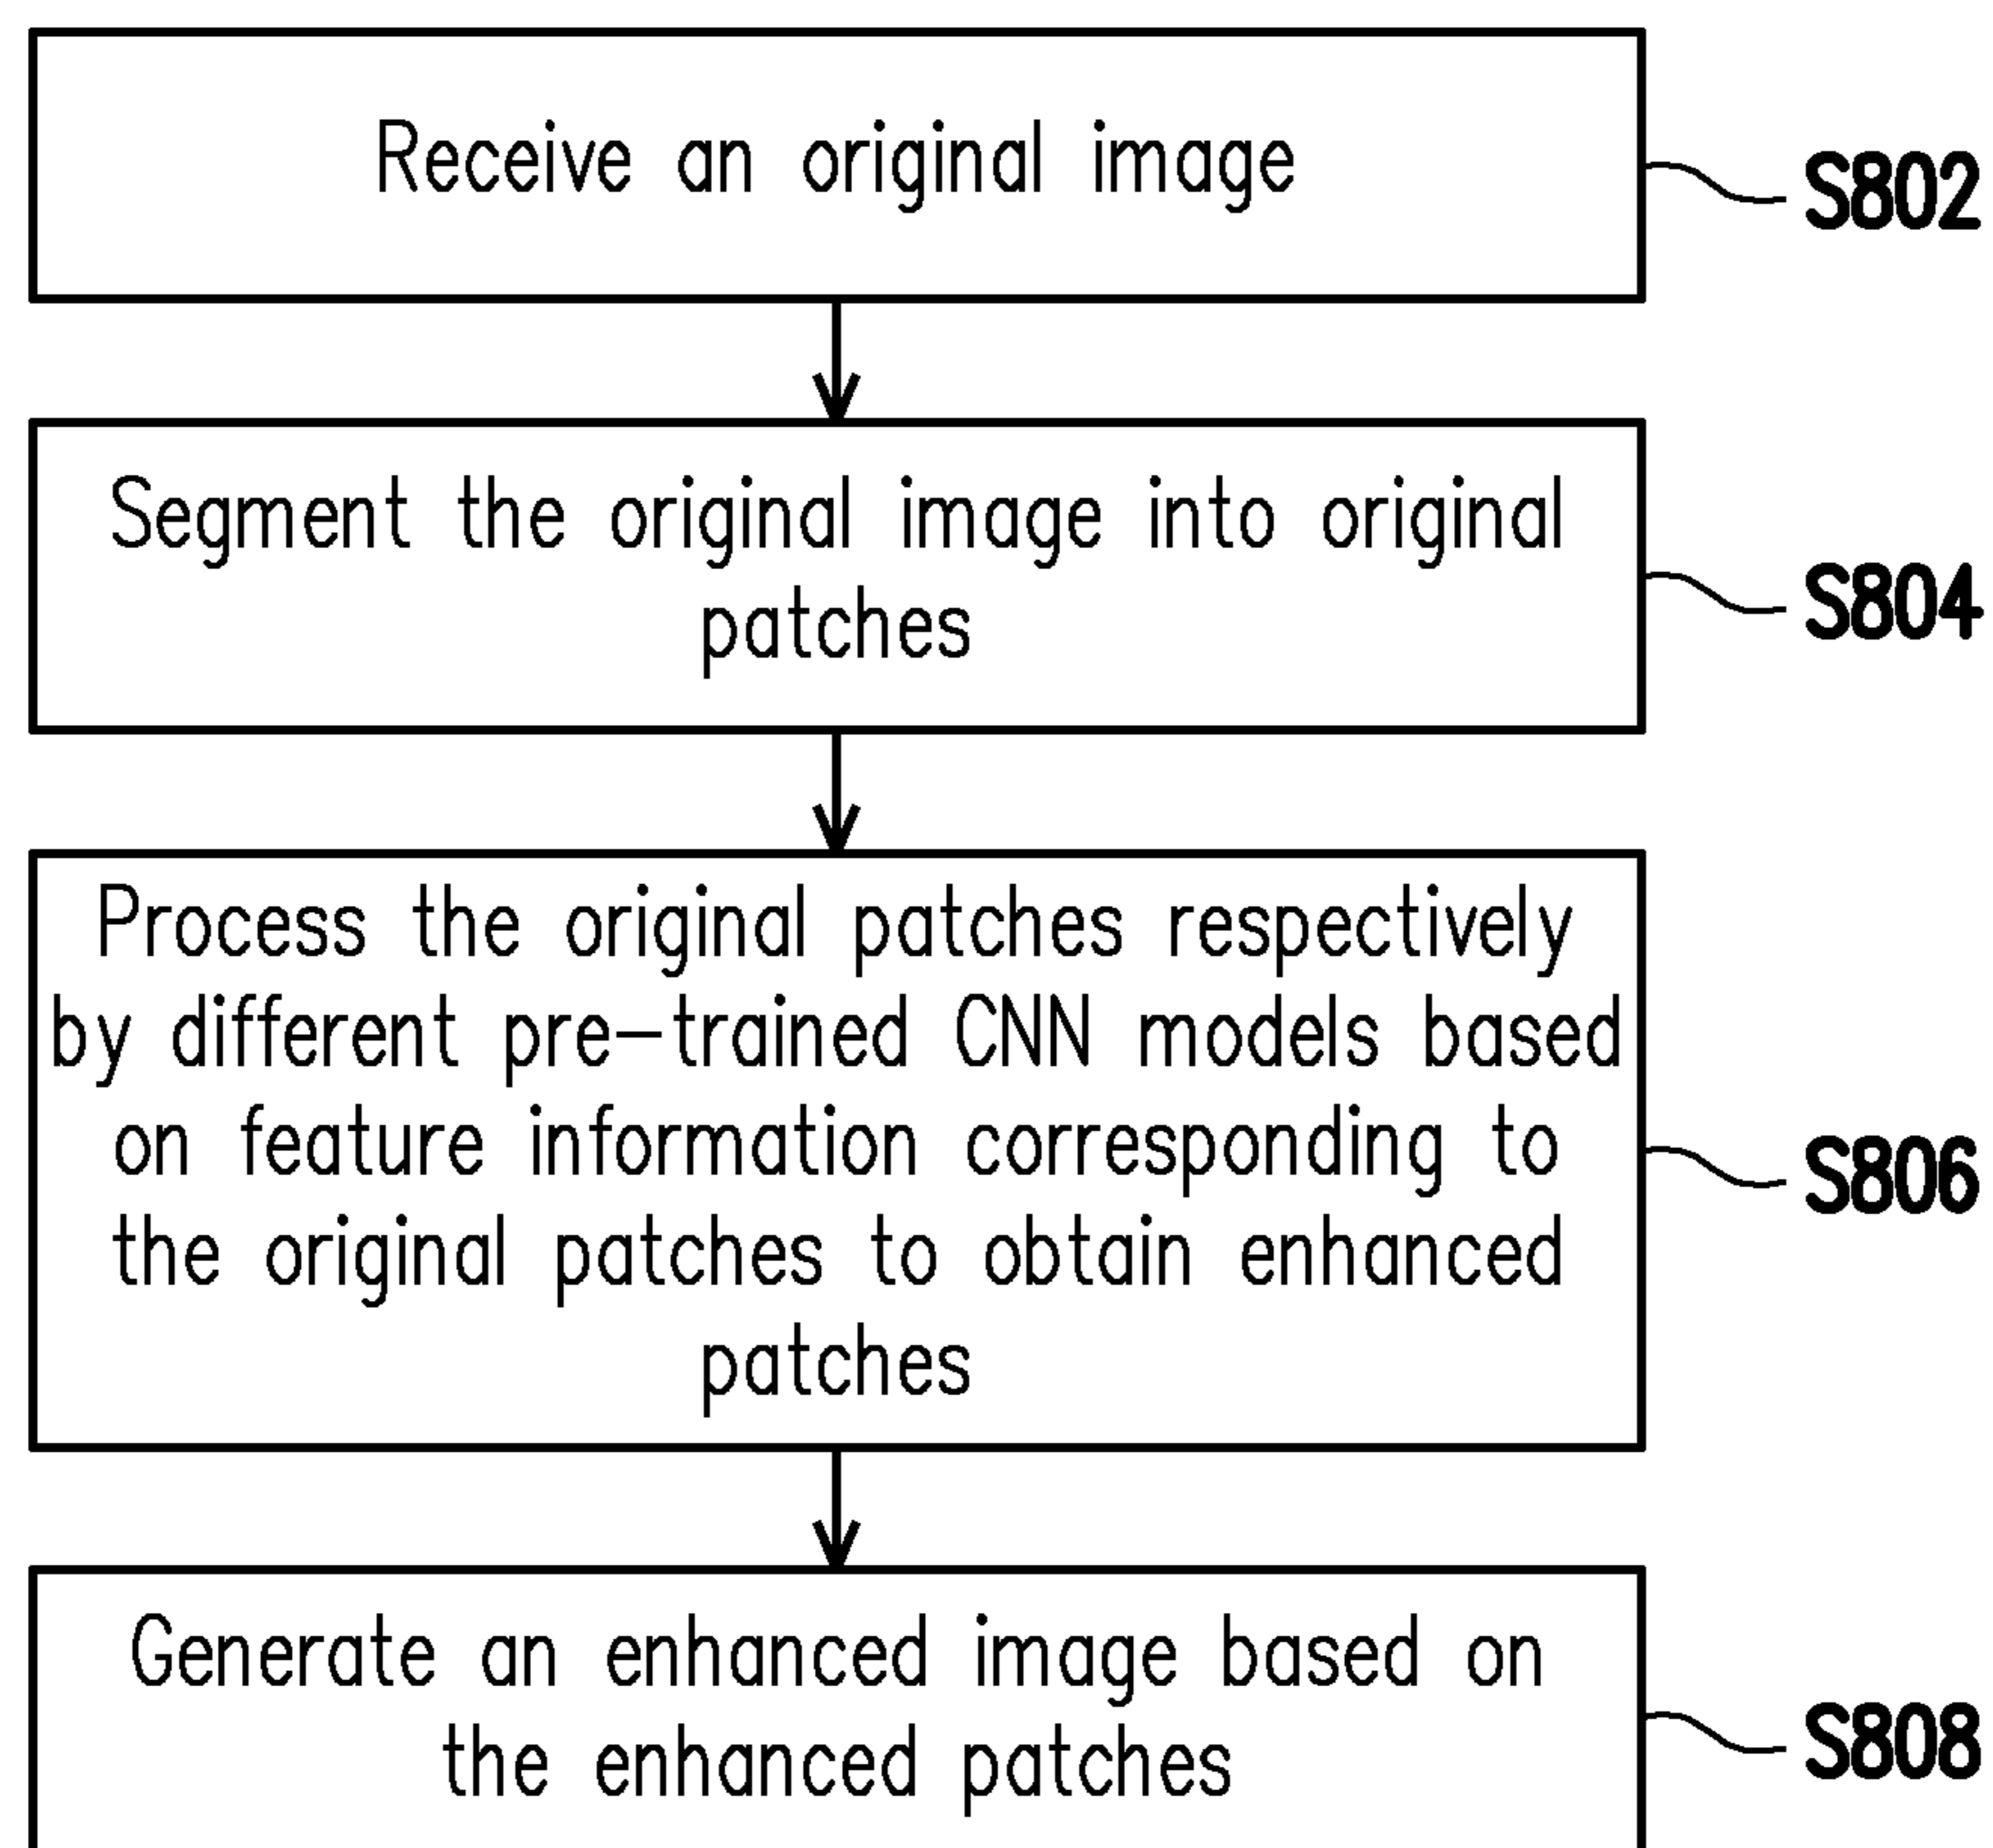 Receive an original image
S802
Segment the original image into original
patches
S804
Process the original patches respectively
by different pre-trained CNN models based
on feature information corresponding to
the original patches to obtain enhanced
patches
S806
Generate an enhanced image based on
the enhanced patches
S808